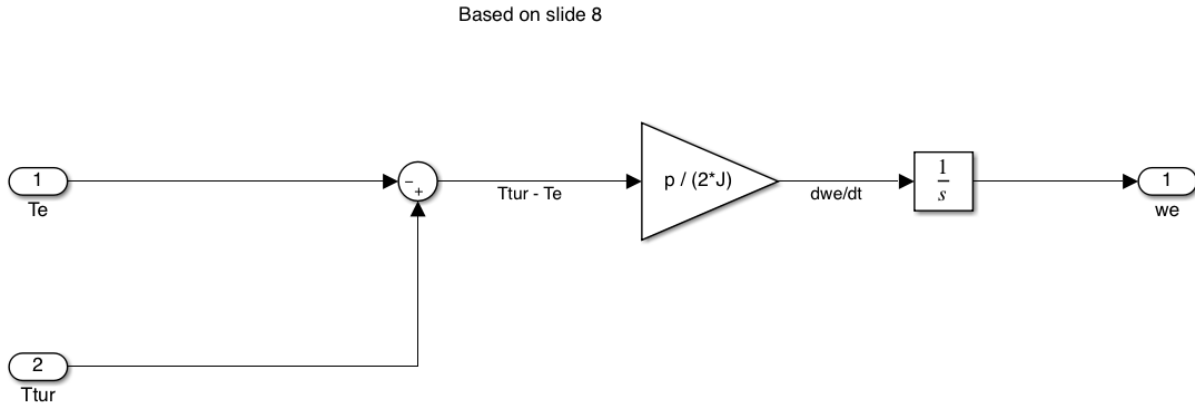 Based on slide 8
1
Te
2
Ttur
−
+
Ttur - Te
p / (2*J)
dwe/dt
1
s
1
we